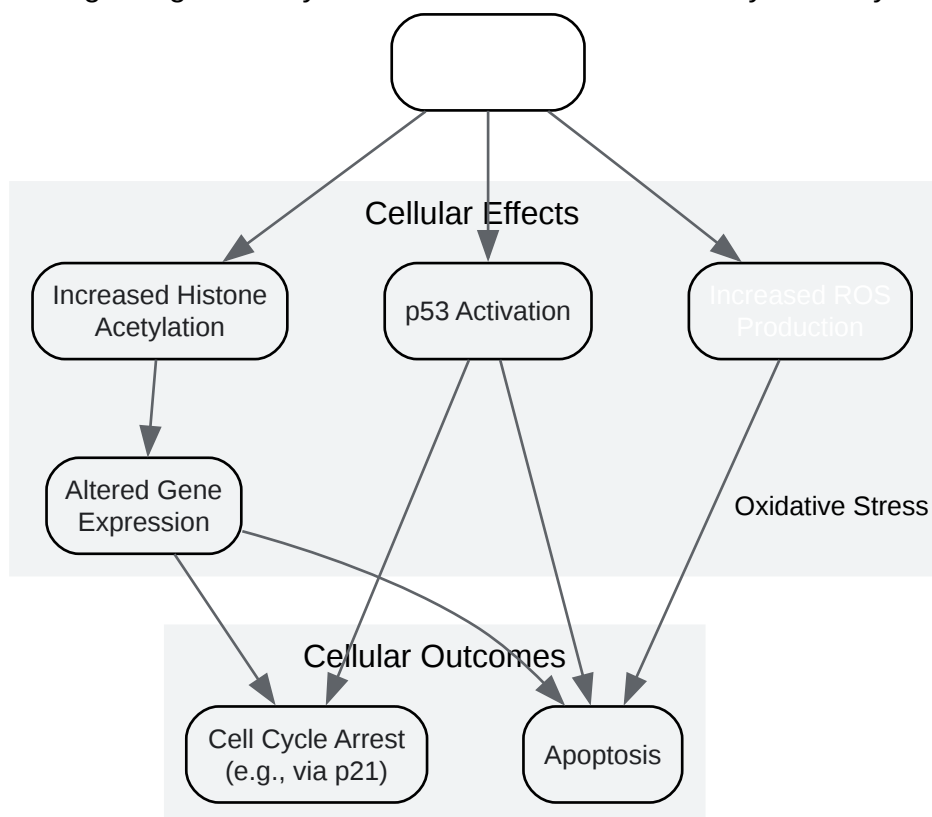 Cellular Effects
Increased Histone
Acetylation
p53 Activation
Increased ROS
Production
Altered Gene
Expression
Oxidative Stress
Cellular Outcomes
Cell Cycle Arrest
(e.g., via p21)
Apoptosis